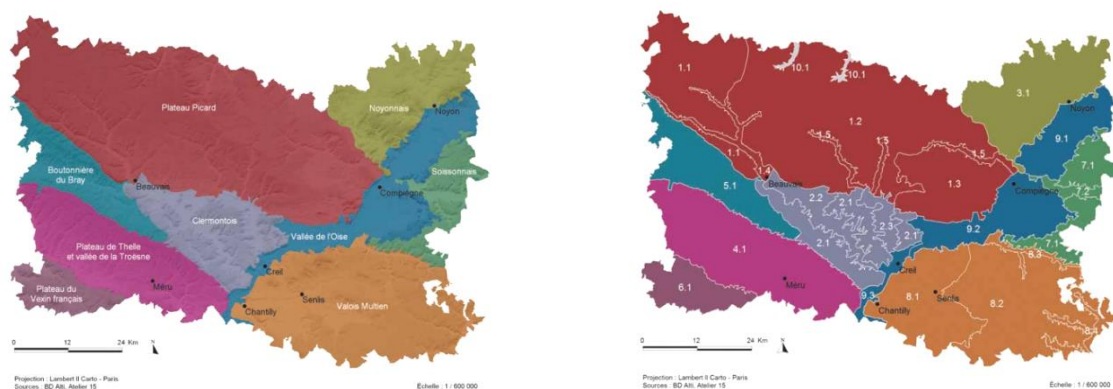 Plateau Picard
Noyonnais
Noyon
Boutonnière
du Bray
Beauvais
Soissonnais
Compiègne
Clermontois
Vallée de l'Oise
Plateau de Thelle
et vallée de la Troësne
Creil
Plateau du
Vexin français
Méru
Senlis
Chantilly
Valois Multien
0 12 24 Km
N
Projection : Lambert II Carto - Paris
Sources : BD Alti, Atelier 15
Échelle : 1 / 600 000
1.1
10.1
10.1
3.1
1.2
Noyon
9.1
1.5
1.5
1.5
7.1
1.1
1.4
Beauvais
1.3
Compiègne
5.1
2.2
2.1
7.2
2.3
2.1
2.1
9.2
4.1
7.1
8.3
Creil
6.1
Méru
9.3
8.1
Senlis
8.2
Chantilly
8.4
0 12 24 Km
N
Projection : Lambert II Carto - Paris
Sources : BD Alti, Atelier 15
Échelle : 1 / 600 000